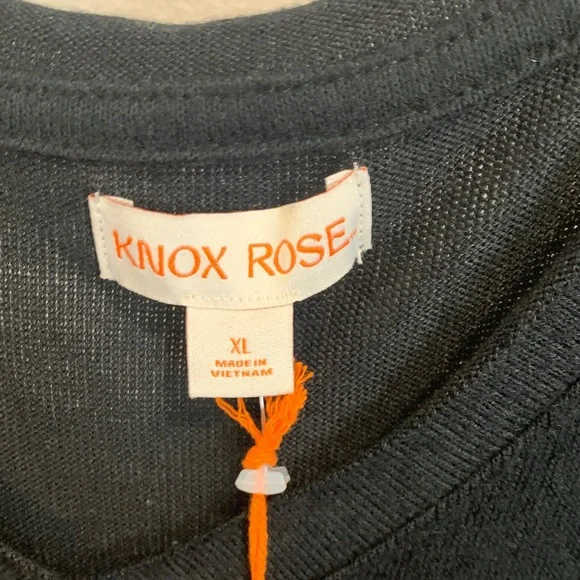 KNOX ROSE
XL
MADE IN
VIETNAM